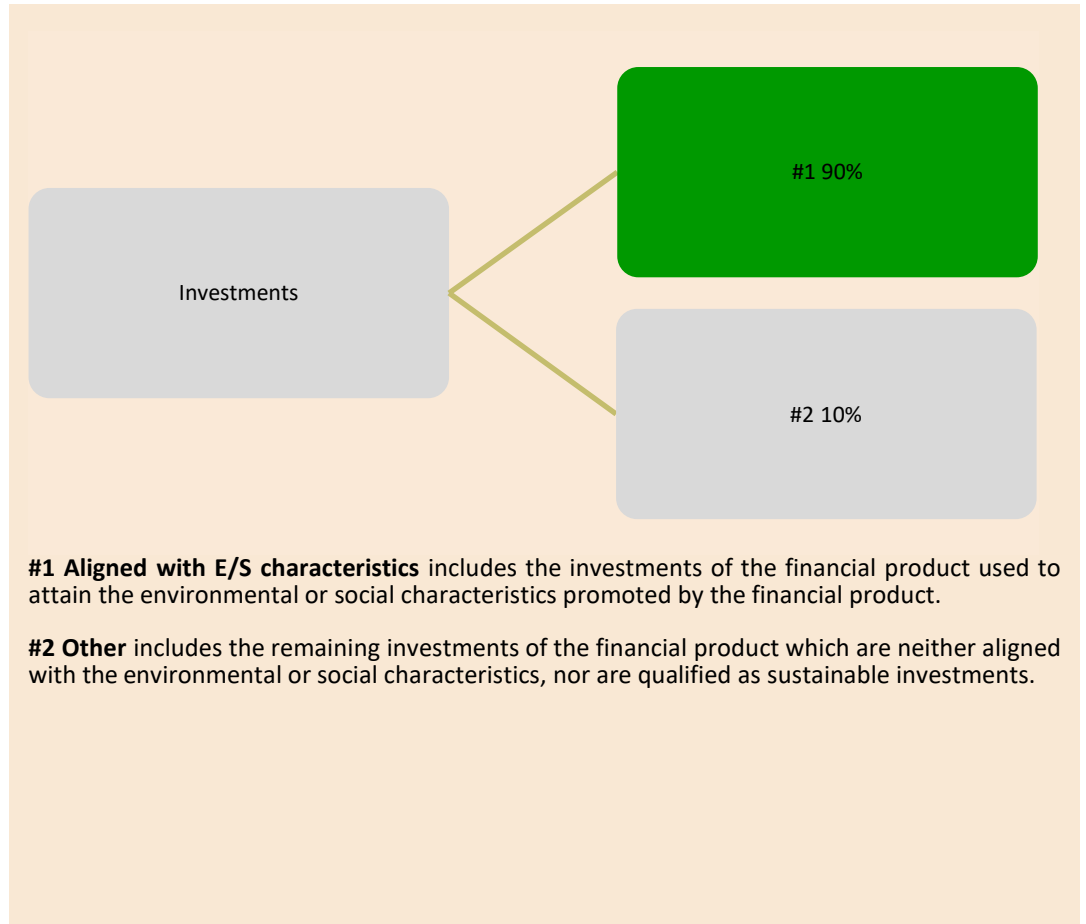 #1 90%
Investments
#2 10%
#1 Aligned with E/S characteristics includes the investments of the financial product used to
attain the environmental or social characteristics promoted by the financial product.
#2 Other includes the remaining investments of the financial product which are neither aligned
with the environmental or social characteristics, nor are qualified as sustainable investments.